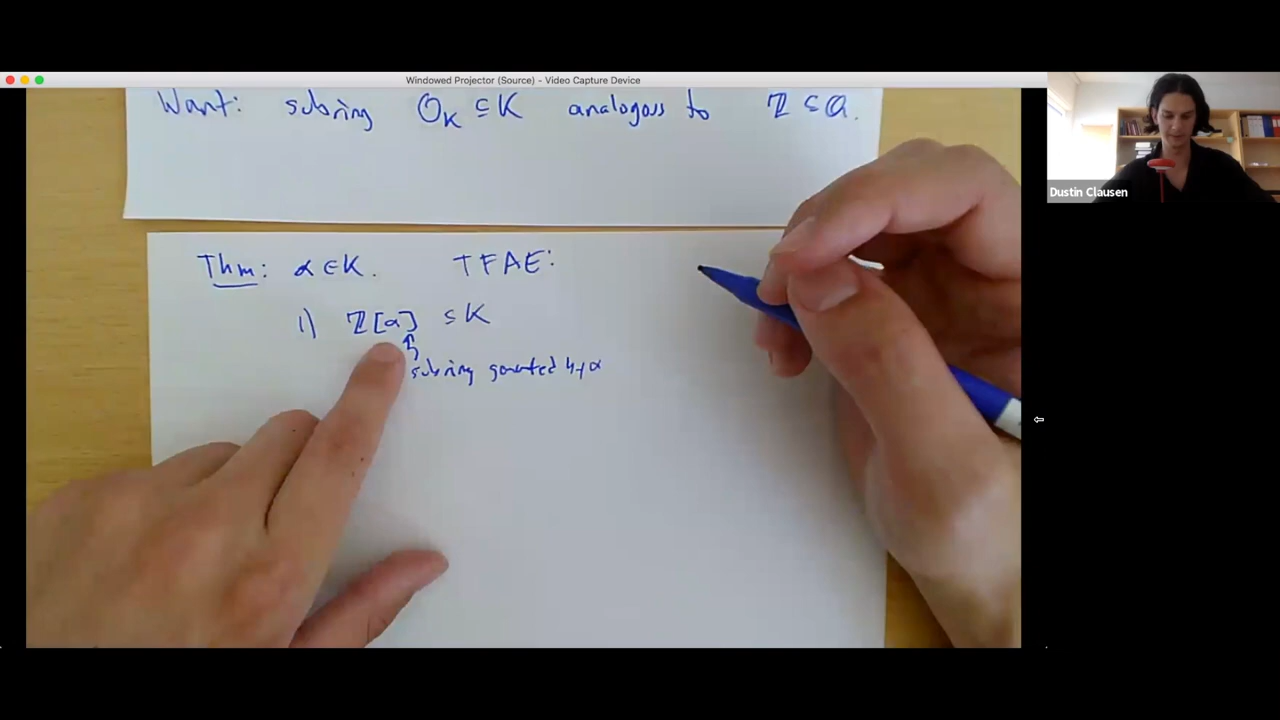 Windowed Projector (Source) - Video Capture Device
Want: subring O_K ⊆ K analogous to ℤ ⊆ ℚ.
Dustin Clausen
Thm: α ∈ K. TFAE:
1) ℤ[α] ⊆ K
subring generated by α